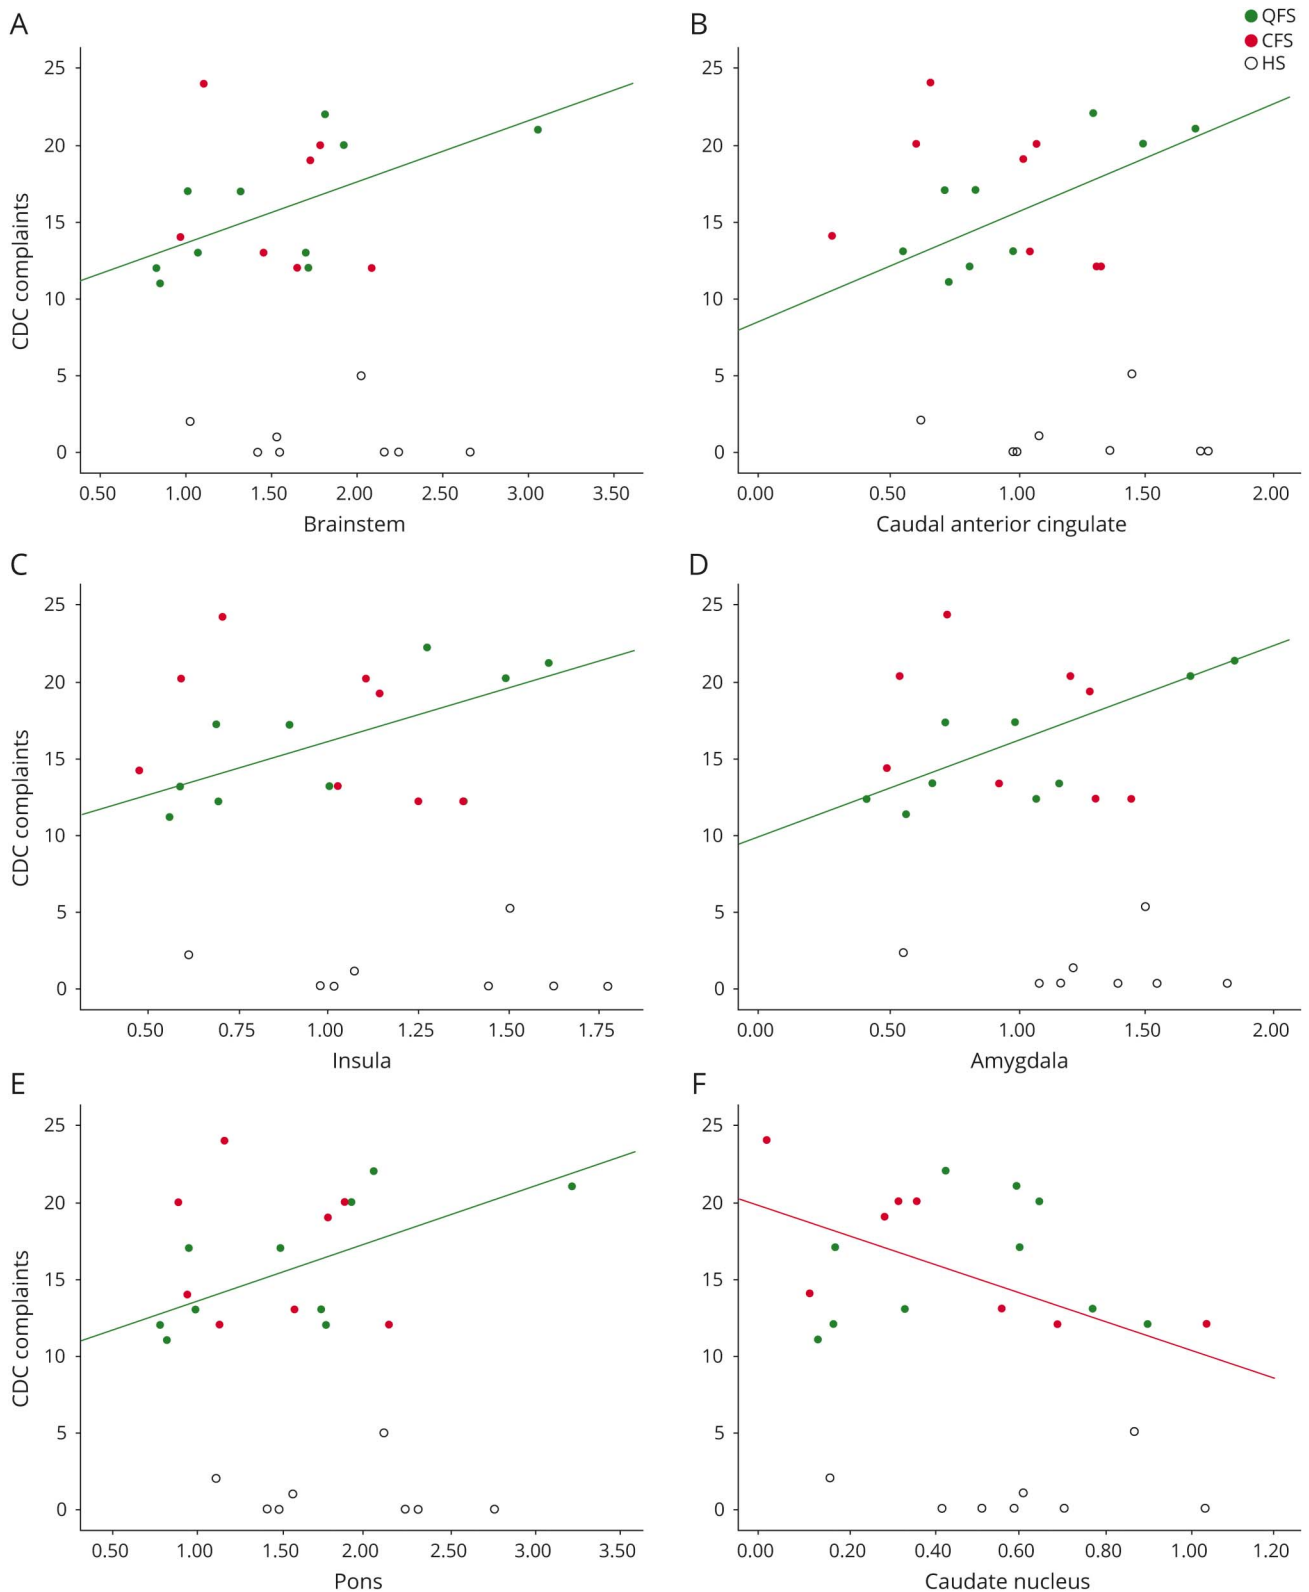 A
B
QFS
CFS
HS
25
20
15
10
5
0
CDC complaints
0.50 1.00 1.50 2.00 2.50 3.00 3.50
Brainstem
25
20
15
10
5
0
0.00 0.50 1.00 1.50 2.00
Caudal anterior cingulate
C
25
20
15
10
5
0
CDC complaints
0.50 0.75 1.00 1.25 1.50 1.75
Insula
D
25
20
15
10
5
0
0.00 0.50 1.00 1.50 2.00
Amygdala
E
25
20
15
10
5
0
CDC complaints
0.50 1.00 1.50 2.00 2.50 3.00 3.50
Pons
F
25
20
15
10
5
0
0.00 0.20 0.40 0.60 0.80 1.00 1.20
Caudate nucleus